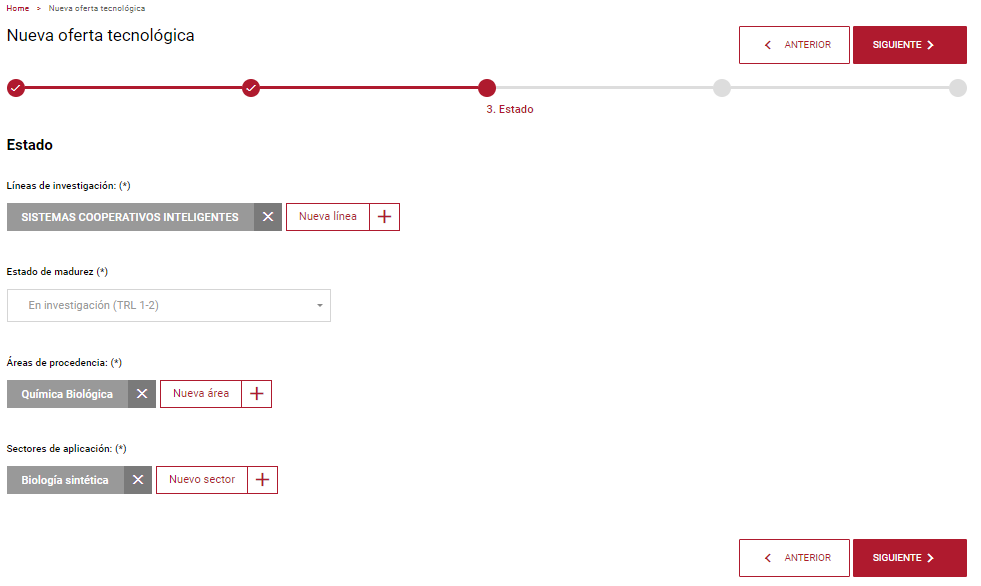 Home > Nueva oferta tecnológica
Nueva oferta tecnológica
ANTERIOR
SIGUIENTE
3. Estado
Estado
Líneas de investigación: (*)
SISTEMAS COOPERATIVOS INTELIGENTES
Nueva línea
Estado de madurez (*)
En investigación (TRL 1-2)
Áreas de procedencia: (*)
Química Biológica
Nueva área
Sectores de aplicación: (*)
Biología sintética
Nuevo sector
ANTERIOR
SIGUIENTE